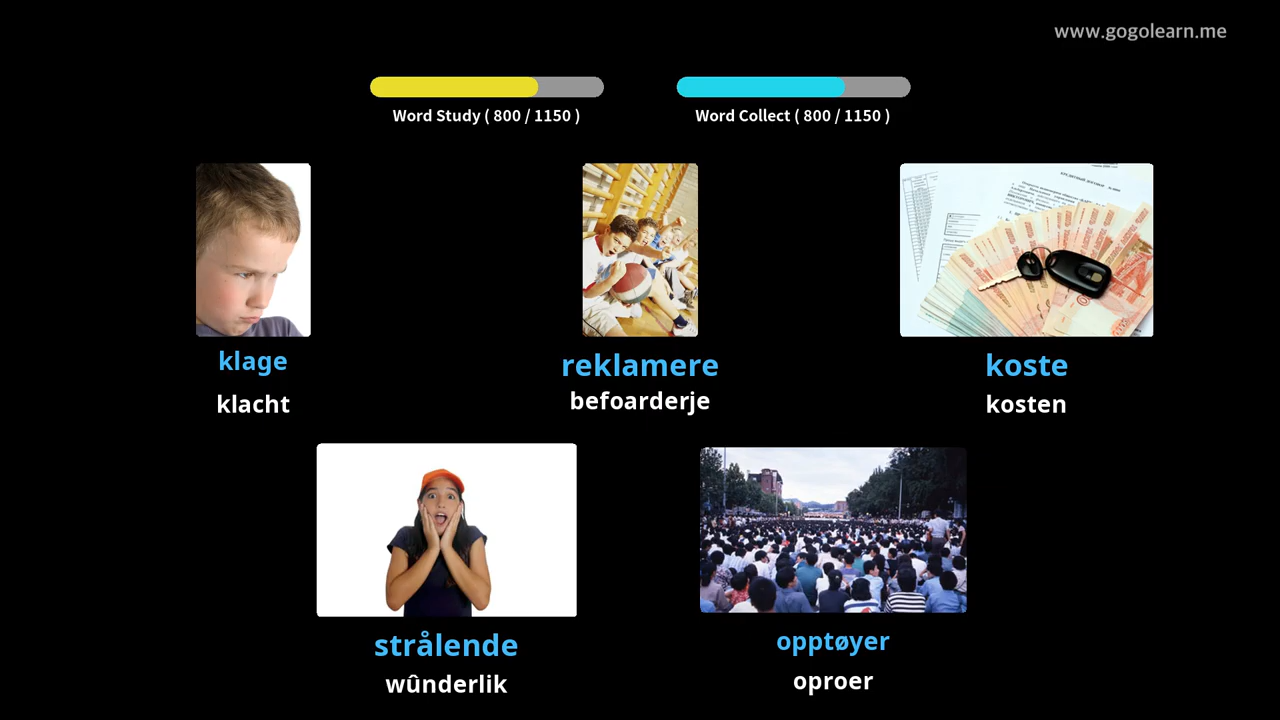 www.gogolearn.me
Word Study ( 800 / 1150 )
Word Collect ( 800 / 1150 )
klage
klacht
reklamere
befoarderje
koste
kosten
strålende
wûnderlik
opptøyer
oproer